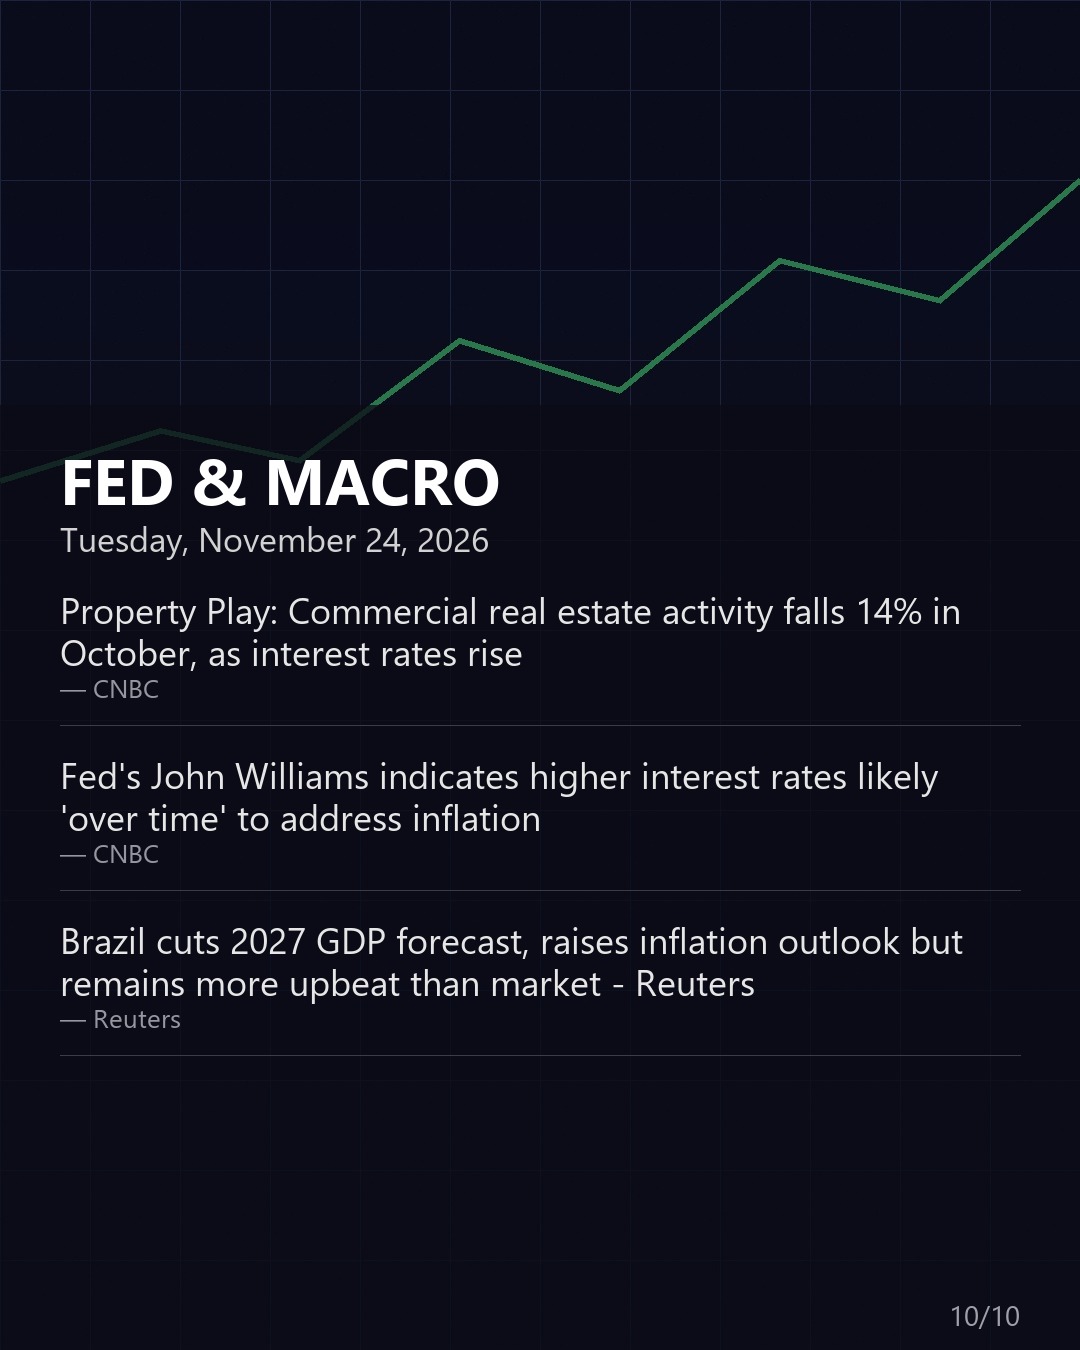 FED & MACRO
Tuesday, November 24, 2026
Property Play: Commercial real estate activity falls 14% in
October, as interest rates rise
— CNBC
Fed's John Williams indicates higher interest rates likely
'over time' to address inflation
— CNBC
Brazil cuts 2027 GDP forecast, raises inflation outlook but
remains more upbeat than market - Reuters
— Reuters
10/10